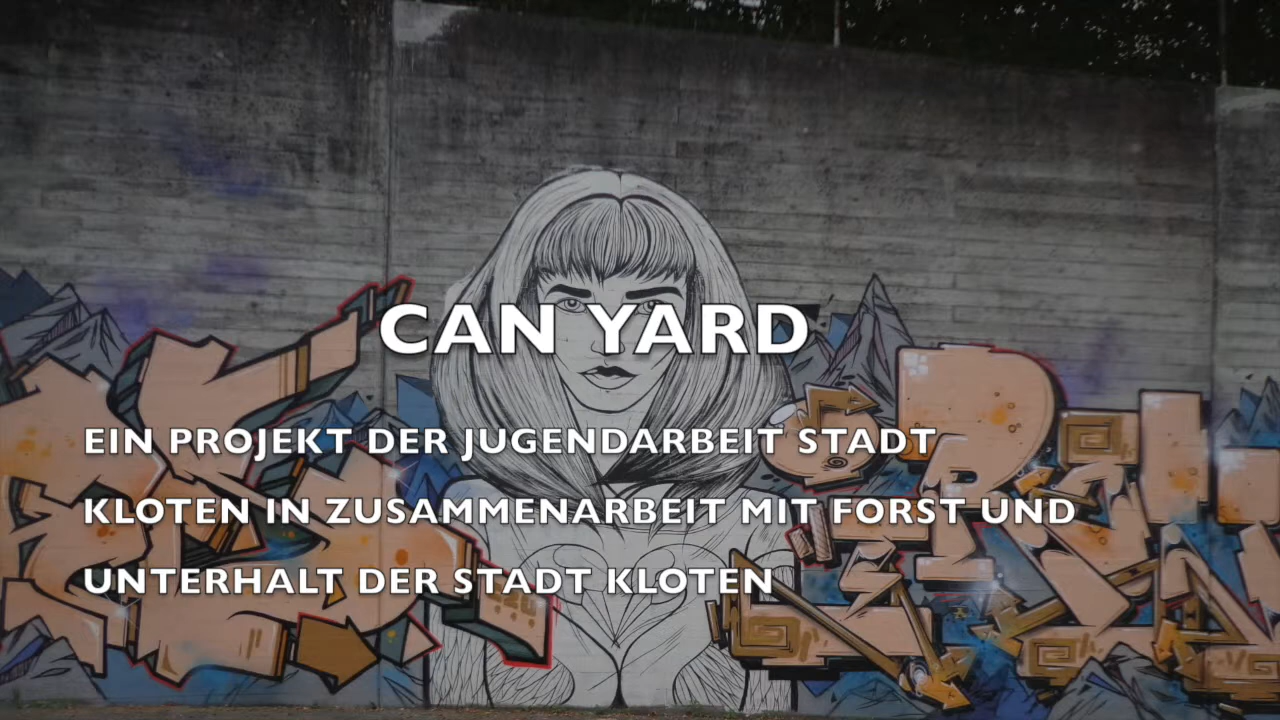 CAN YARD
EIN PROJEKT DER JUGENDARBEIT STADT
KLOTEN IN ZUSAMMENARBEIT MIT FORST UND
UNTERHALT DER STADT KLOTEN